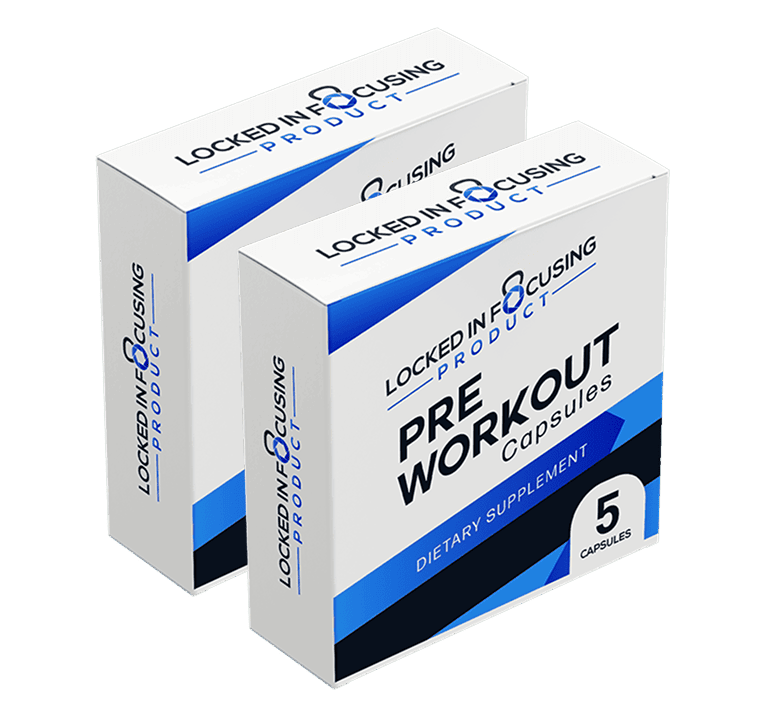 LOCKED IN FOCUSING
PRODUCT
CUSING
LOCKED IN FOCUSING
PRODUCT
LOCKED IN FOCUSING
PRODUCT
LOCKED IN FOCUSING
PRODUCT
PRE
WORKOUT
Capsules
DIETARY SUPPLEMENT
5
CAPSULES
LOCKED IN FOCUSING
PRODUCT